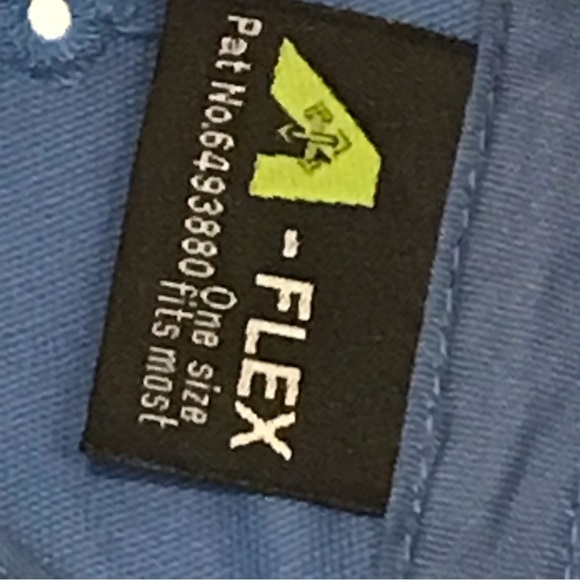 A-FLEX
Pat No.6493880
One size
fits most